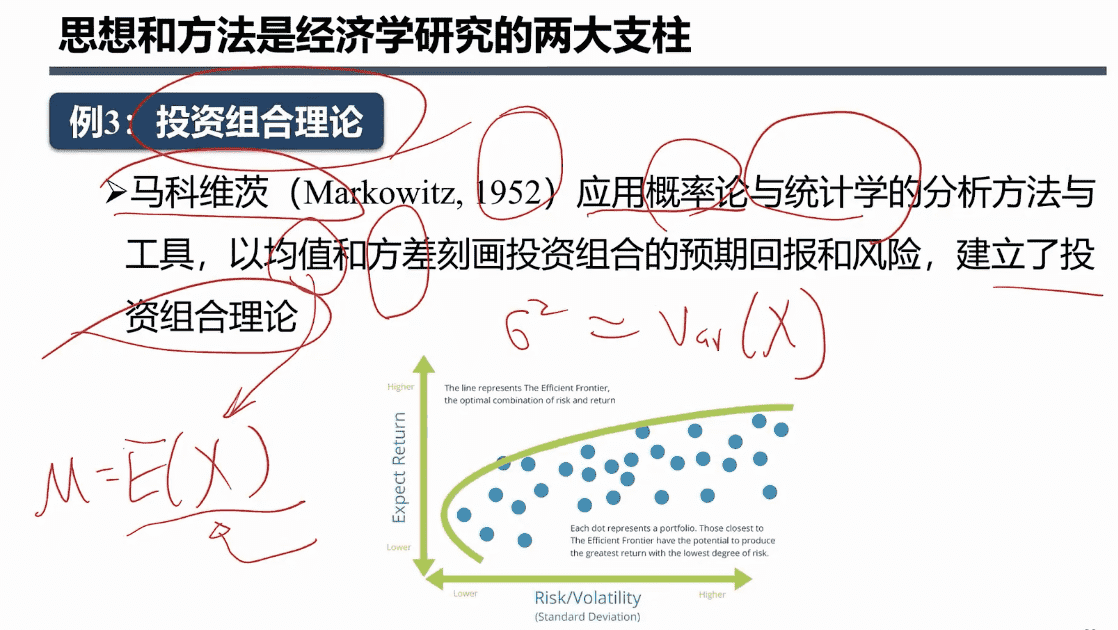 思想和方法是经济学研究的两大支柱
例3：投资组合理论
➢马科维茨（Markowitz, 1952）应用概率论与统计学的分析方法与
工具，以均值和方差刻画投资组合的预期回报和风险，建立了投
资组合理论
σ² = Var(X)
μ = E(X)
Higher
The line represents The Efficient Frontier,
the optimal combination of risk and return
Expect Return
Each dot represents a portfolio. Those closest to
The Efficient Frontier have the potential to produce
the greatest return with the lowest degree of risk.
Lower
Lower
Risk/Volatility
Higher
(Standard Deviation)